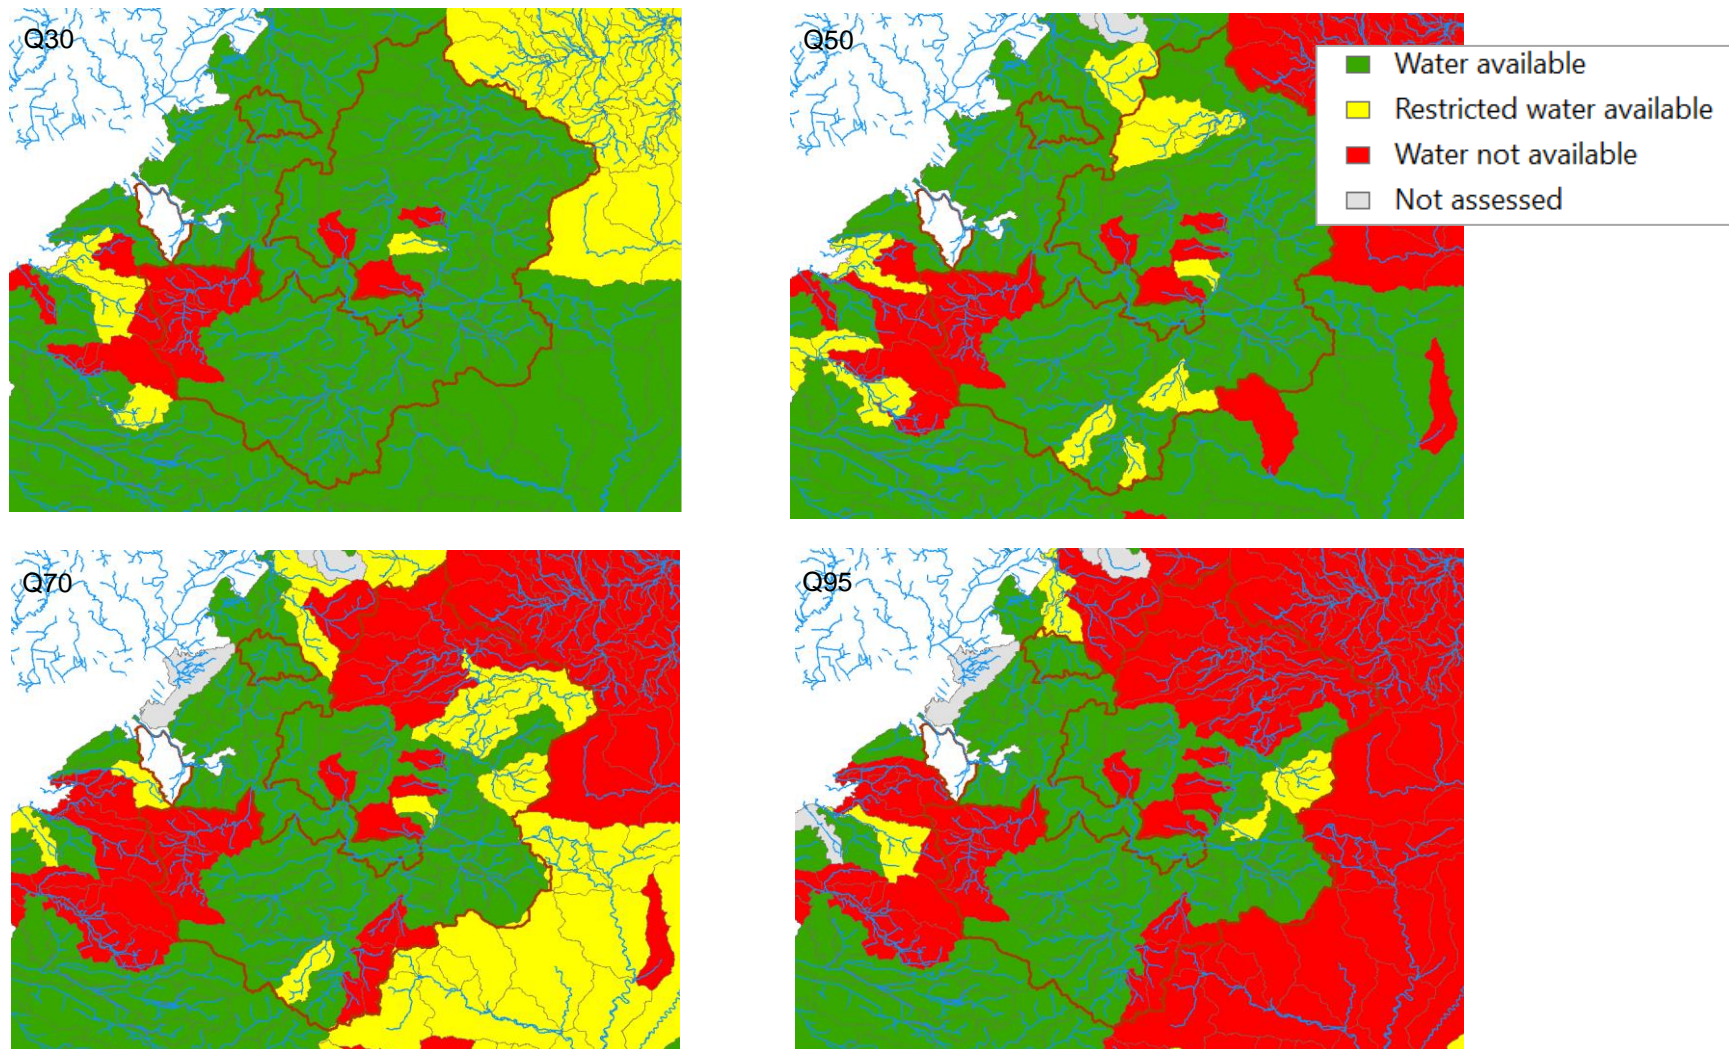 Q30
Q50
Water available
Restricted water available
Water not available
Not assessed
Q70
Q95